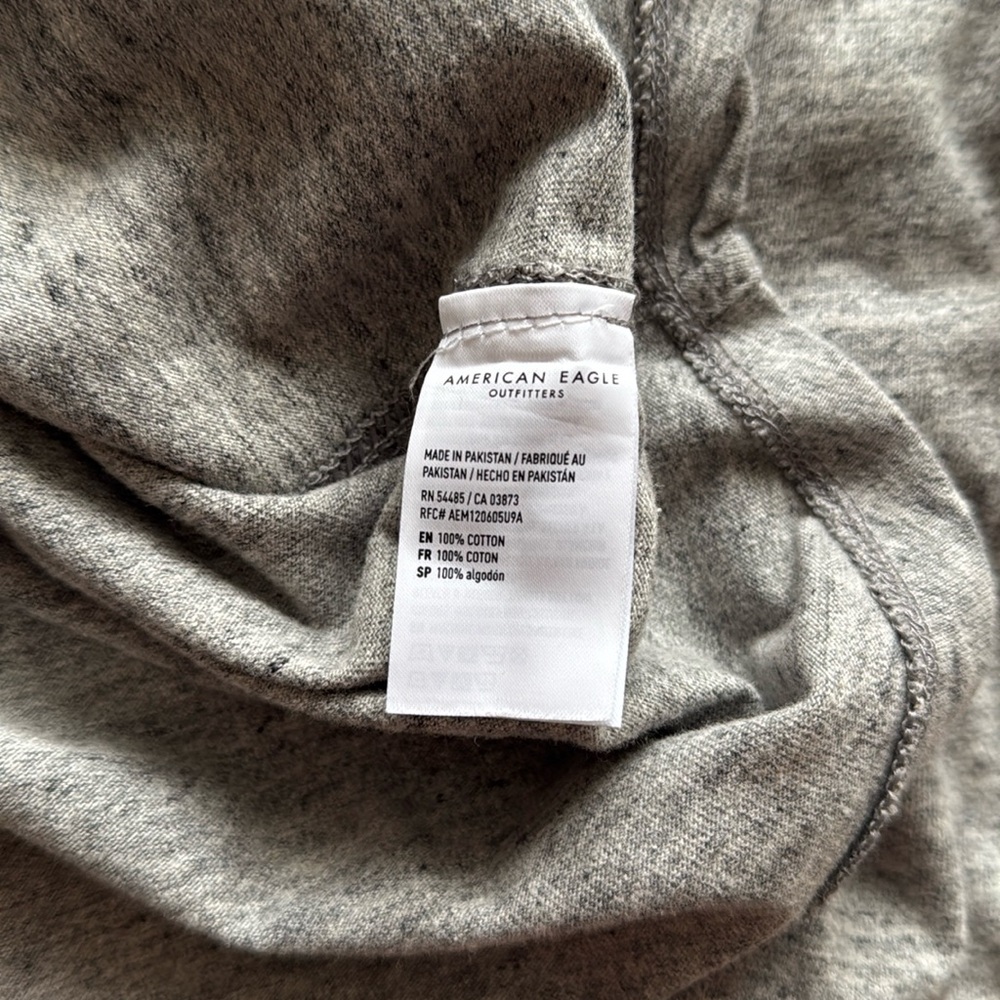 AMERICAN EAGLE
OUTFITTERS
MADE IN PAKISTAN / FABRIQUÉ AU
PAKISTAN / HECHO EN PAKISTÁN
RN 54485 / CA 03873
RFC# AEM120605U9A
EN 100% COTTON
FR 100% COTON
SP 100% algodón